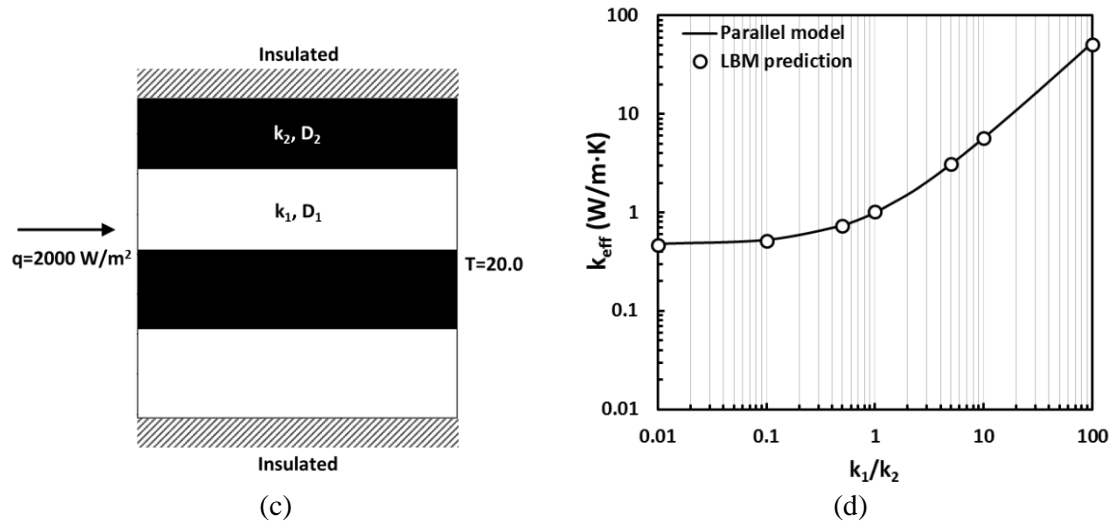 Insulated
k₂, D₂
k₁, D₁
q=2000 W/m²
T=20.0
Insulated
(c)
100
10
1
0.1
0.01
k_eff (W/m·K)
Parallel model
LBM prediction
0.01 0.1 1 10 100
k₁/k₂
(d)